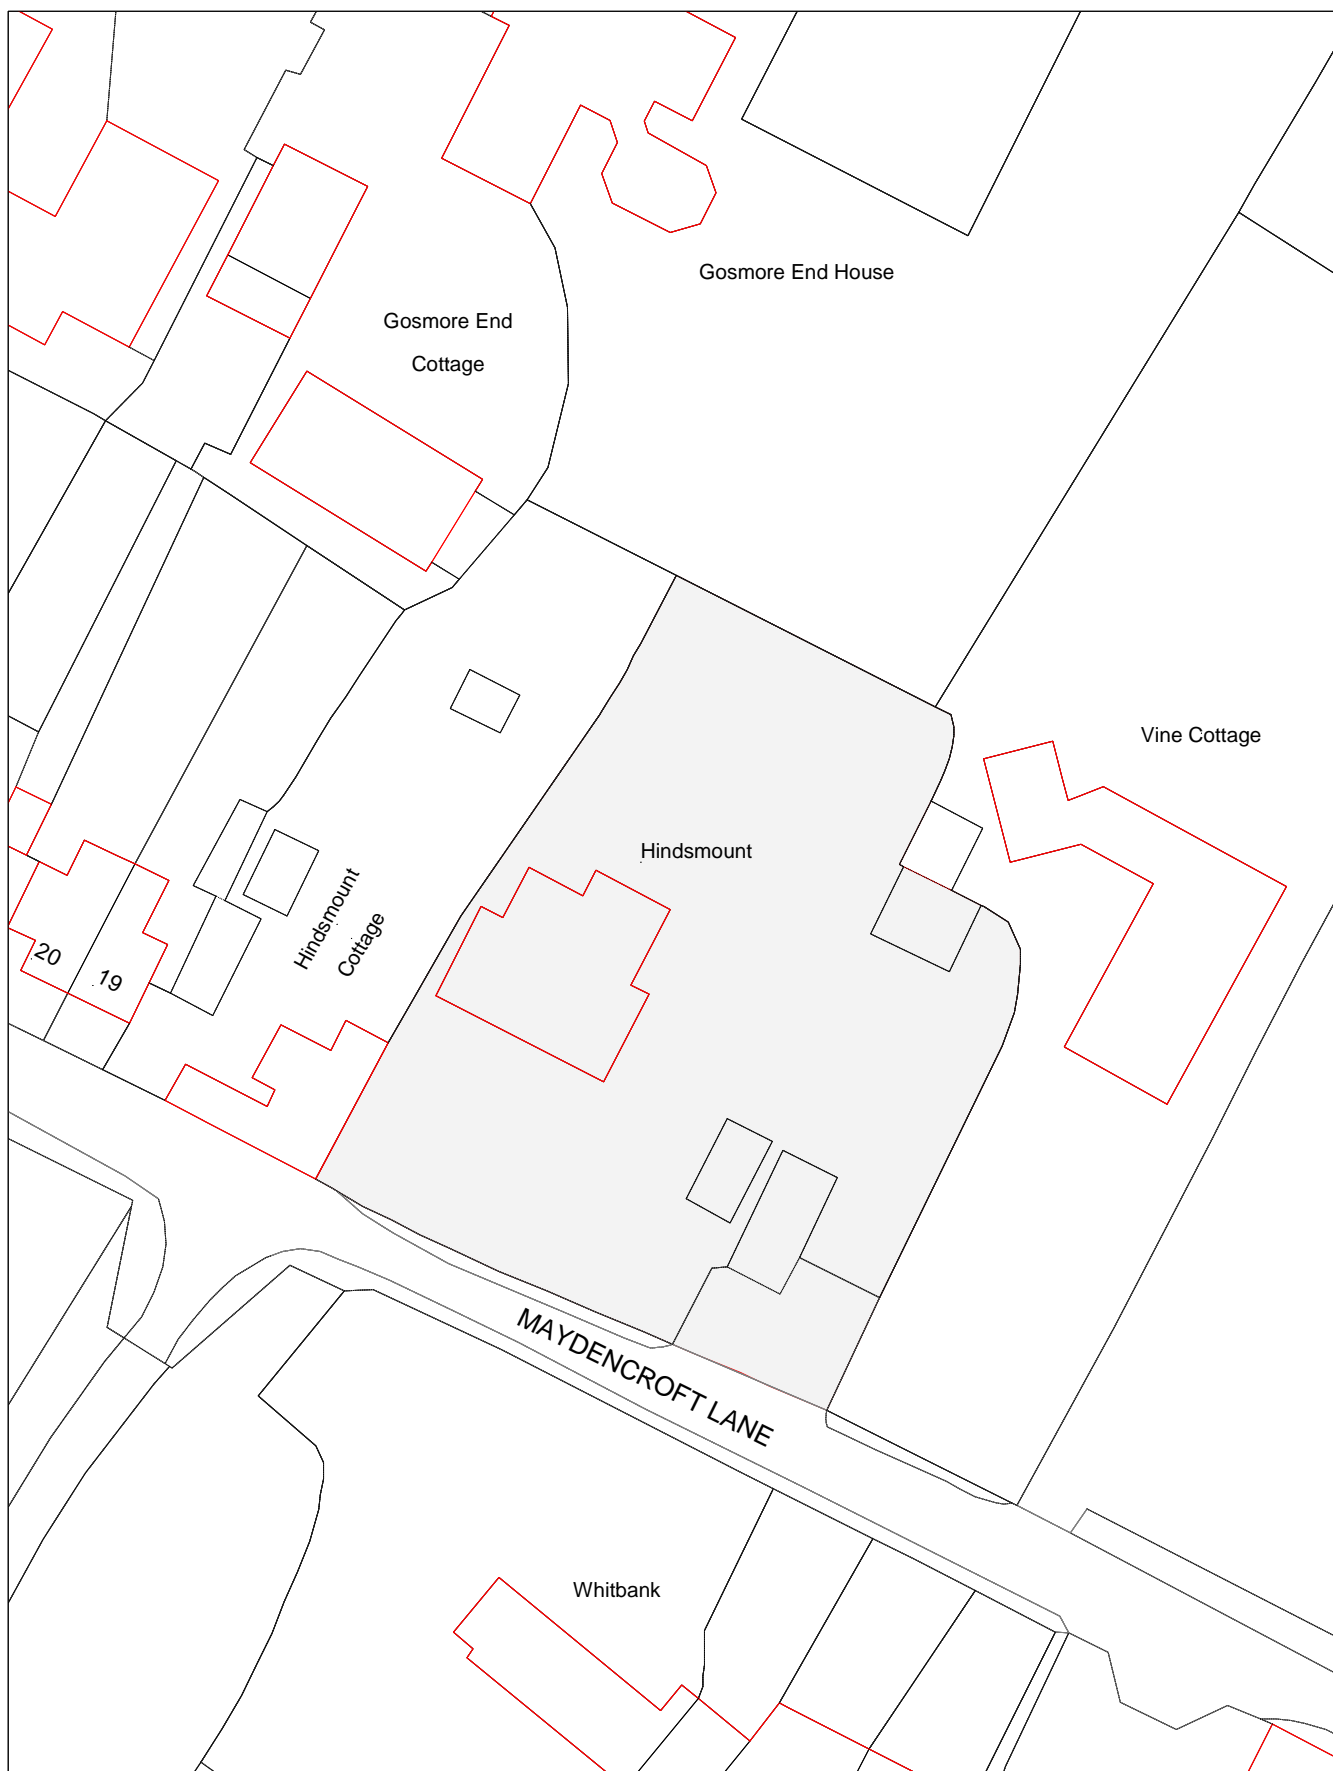 Gosmore End House
Gosmore End
Cottage
Vine Cottage
Hindsmount
Hindsmount
Cottage
20
19
MAYDENCROFT LANE
Whitbank